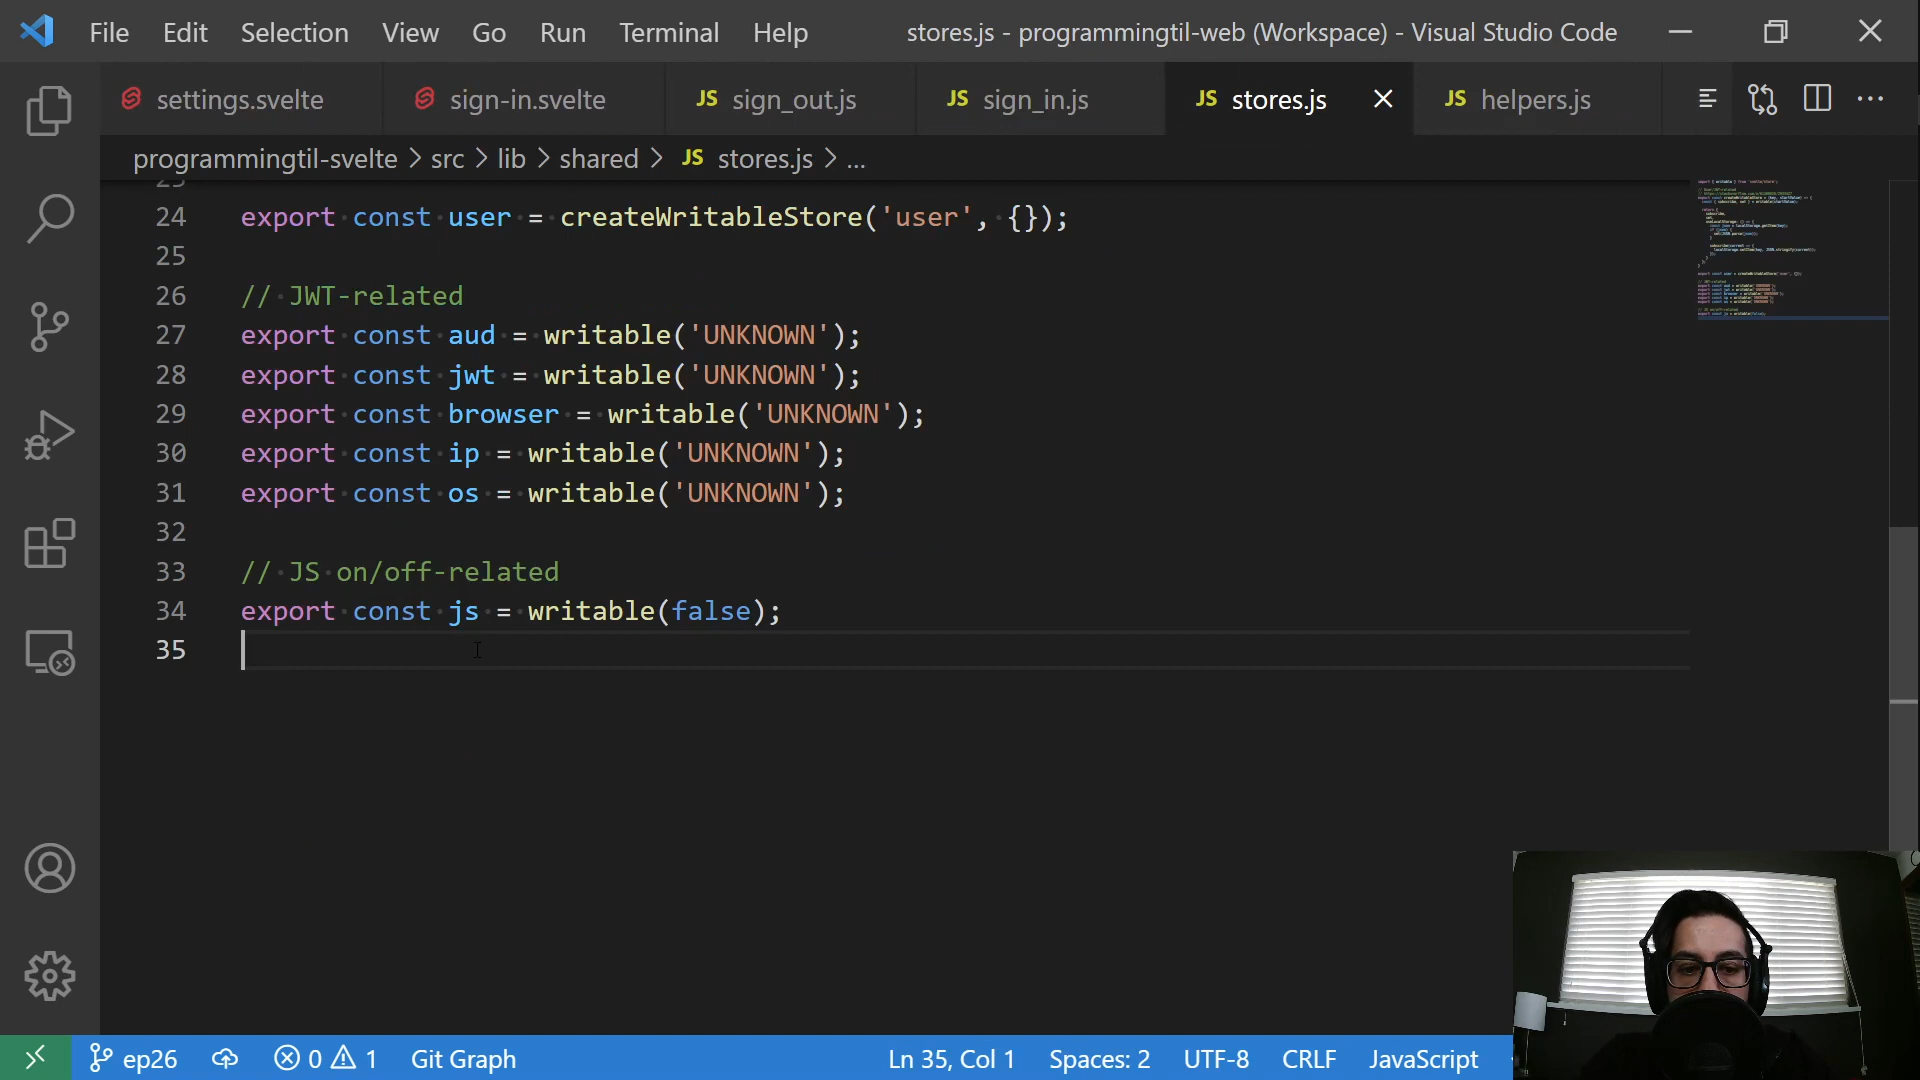 File Edit Selection View Go Run Terminal Help stores.js - programmingtil-web (Workspace) - Visual Studio Code
settings.svelte sign-in.svelte JS sign_out.js JS sign_in.js JS stores.js JS helpers.js
programmingtil-svelte > src > lib > shared > JS stores.js > ...
24 export const user = createWritableStore('user', {});
25
26 // JWT-related
27 export const aud = writable('UNKNOWN');
28 export const jwt = writable('UNKNOWN');
29 export const browser = writable('UNKNOWN');
30 export const ip = writable('UNKNOWN');
31 export const os = writable('UNKNOWN');
32
33 // JS on/off-related
34 export const js = writable(false);
35
ep26 0 1 Git Graph Ln 35, Col 1 Spaces: 2 UTF-8 CRLF JavaScript